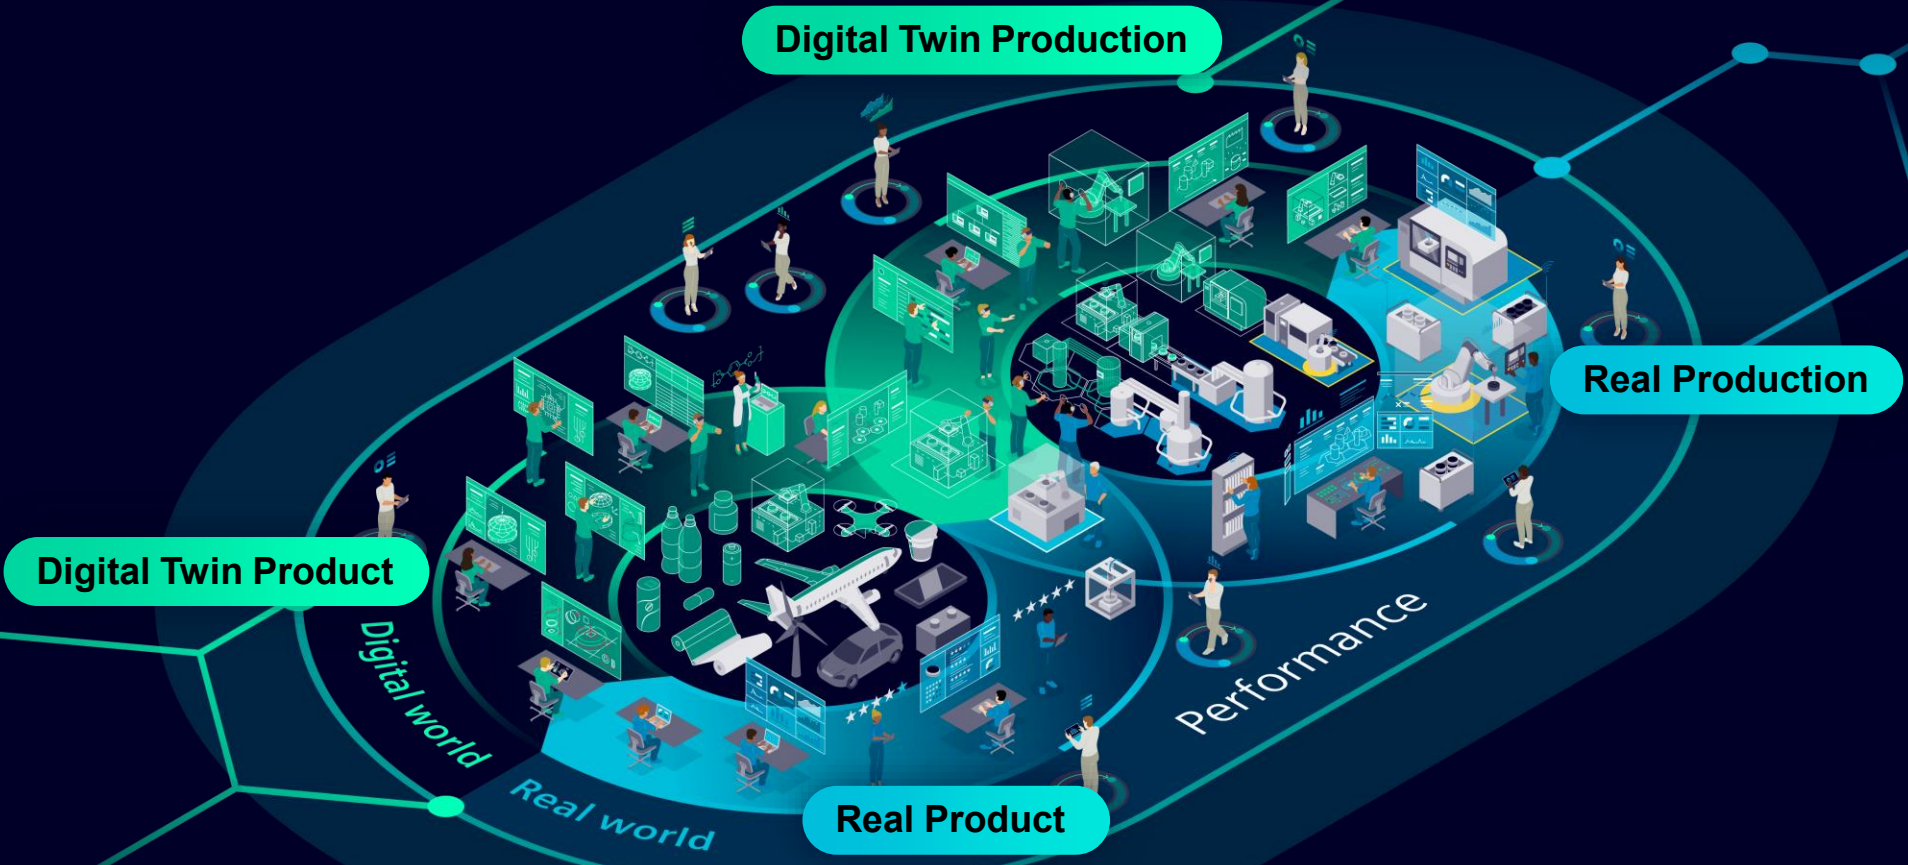 Digital Twin Production
Real Production
Digital Twin Product
Digital world
Performance
Real world
Real Product